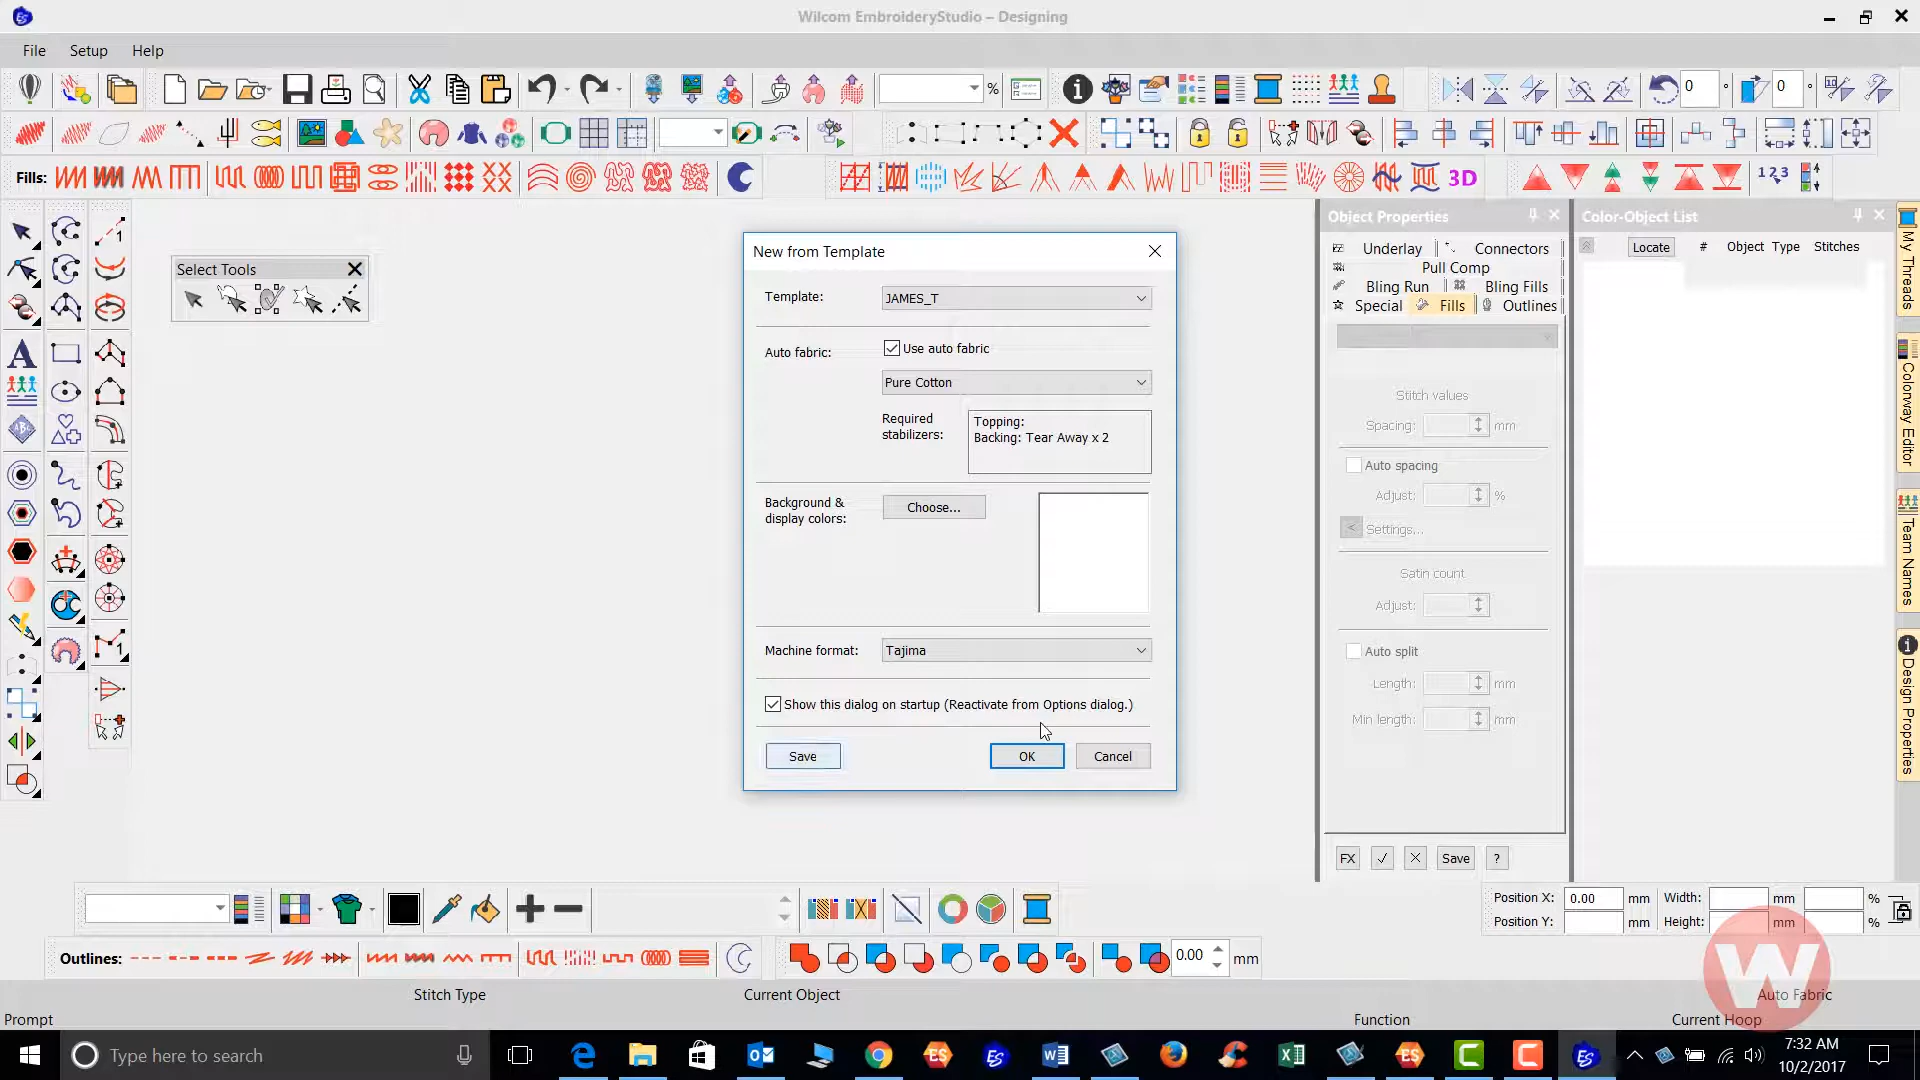 Wilcom EmbroideryStudio – Designing
File Setup Help
% 0 ° 0 °
Fills: 3D 1 2 3
Select Tools
New from Template
Template: JAMES_T
Auto fabric: Use auto fabric
Pure Cotton
Required stabilizers:
Topping:
Backing: Tear Away x 2
Background & display colors:
Choose...
Machine format: Tajima
Show this dialog on startup (Reactivate from Options dialog.)
Save OK Cancel
Object Properties
Underlay Connectors
Pull Comp
Bling Run Bling Fills
Special Fills Outlines
Stitch values
Spacing: mm
Auto spacing
Adjust: %
< Settings...
Satin count
Adjust:
Auto split
Length: mm
Min length: mm
FX Save ?
Color-Object List
Locate # Object Type Stitches
My Threads
Colorway Editor
Team Names
Design Properties
Position X: 0.00 mm Width: mm %
Position Y: mm Height: mm %
Outlines: 0.00 mm
Stitch Type Current Object Auto Fabric
Prompt Function Current Hoop
Type here to search
7:32 AM
10/2/2017